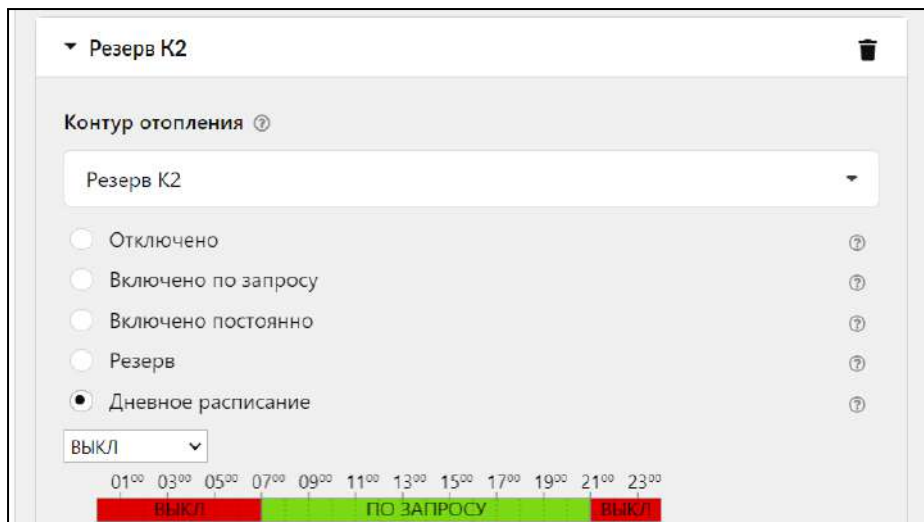 Резерв К2
Контур отопления ?
Резерв К2
Отключено ?
Включено по запросу ?
Включено постоянно ?
Резерв ?
Дневное расписание ?
ВЫКЛ
01⁰⁰ 03⁰⁰ 05⁰⁰ 07⁰⁰ 09⁰⁰ 11⁰⁰ 13⁰⁰ 15⁰⁰ 17⁰⁰ 19⁰⁰ 21⁰⁰ 23⁰⁰
ВЫКЛ ПО ЗАПРОСУ ВЫКЛ